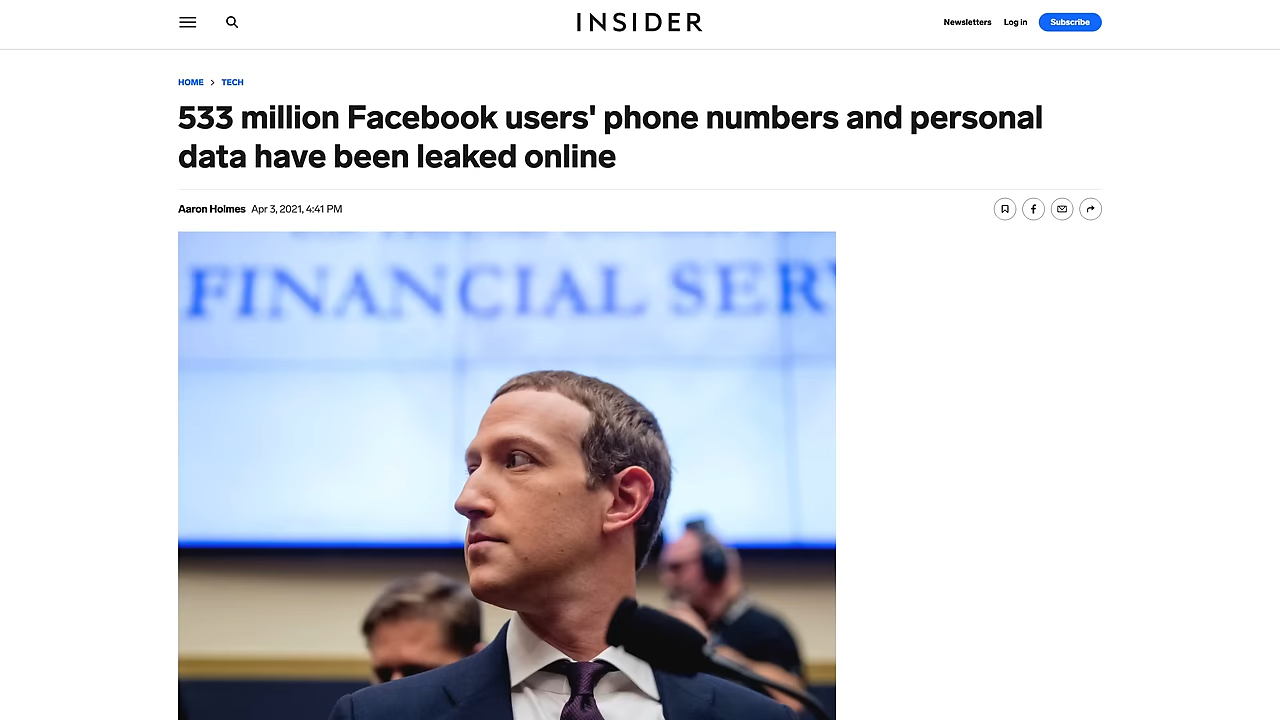 INSIDER
Newsletters
Log in
Subscribe
HOME > TECH
533 million Facebook users' phone numbers and personal
data have been leaked online
Aaron Holmes Apr 3, 2021, 4:41 PM
FINANCIAL SERV